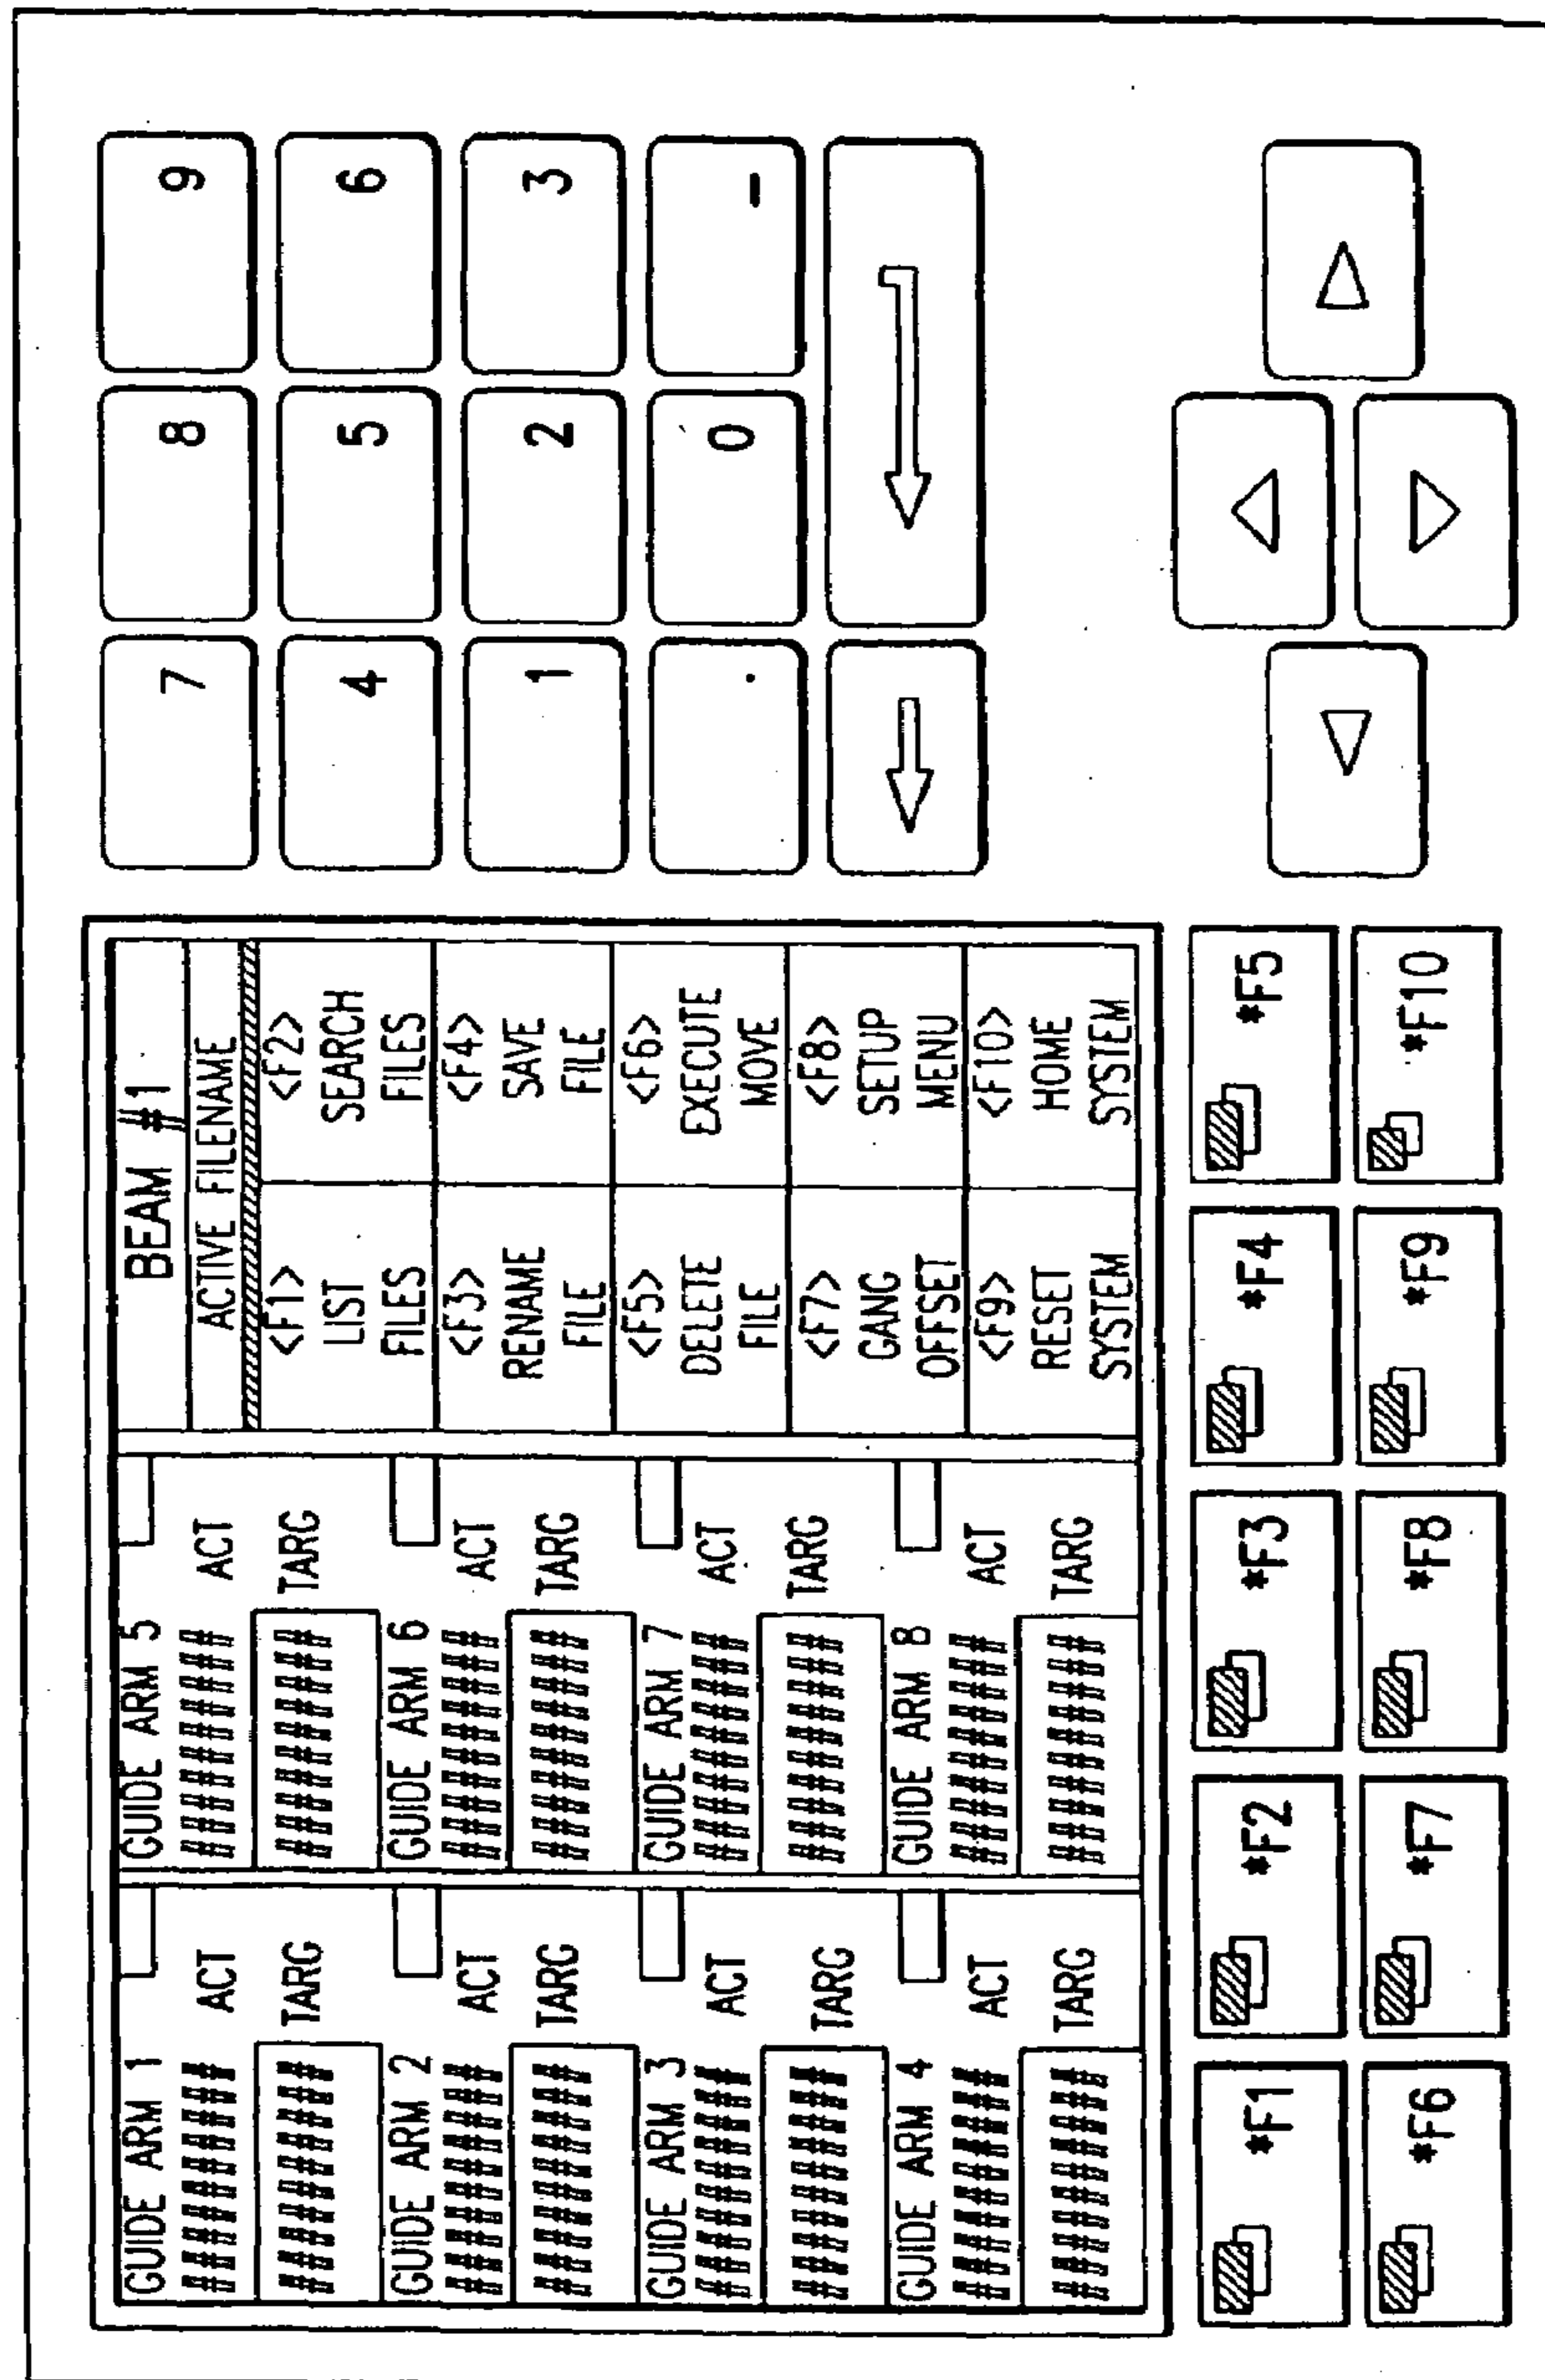 GUIDE ARM 1
########## ACT
########## TARG
GUIDE ARM 2
########## ACT
########## TARG
GUIDE ARM 3
########## ACT
########## TARG
GUIDE ARM 4
########## ACT
########## TARG
GUIDE ARM 5
########## ACT
########## TARG
GUIDE ARM 6
########## ACT
########## TARG
GUIDE ARM 7
########## ACT
########## TARG
GUIDE ARM 8
########## ACT
########## TARG
BEAM #1
ACTIVE FILENAME
<F1>
LIST
FILES
<F2>
SEARCH
FILES
<F3>
RENAME
FILE
<F4>
SAVE
FILE
<F5>
DELETE
FILE
<F6>
EXECUTE
MOVE
<F7>
GANG
OFFSET
<F8>
SETUP
MENU
<F9>
RESET
SYSTEM
<F10>
HOME
SYSTEM
7 8 9
4 5 6
1 2 3
. 0 -
*F1 *F2 *F3 *F4 *F5
*F6 *F7 *F8 *F9 *F10